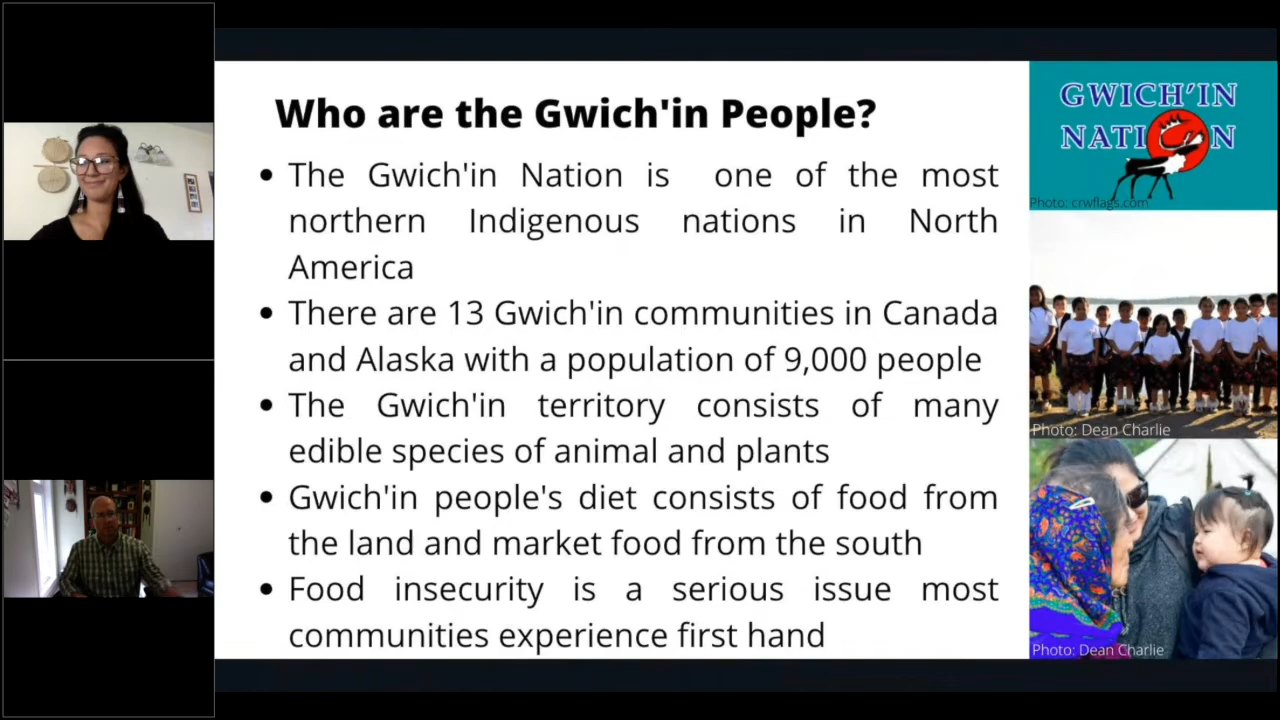 Who are the Gwich'in People?
The Gwich'in Nation is one of the most
northern Indigenous nations in North
America
There are 13 Gwich'in communities in Canada
and Alaska with a population of 9,000 people
The Gwich'in territory consists of many
edible species of animal and plants
Gwich'in people's diet consists of food from
the land and market food from the south
Food insecurity is a serious issue most
communities experience first hand
GWICH'IN
NATION
Photo: crwflags.com
Photo: Dean Charlie
Photo: Dean Charlie